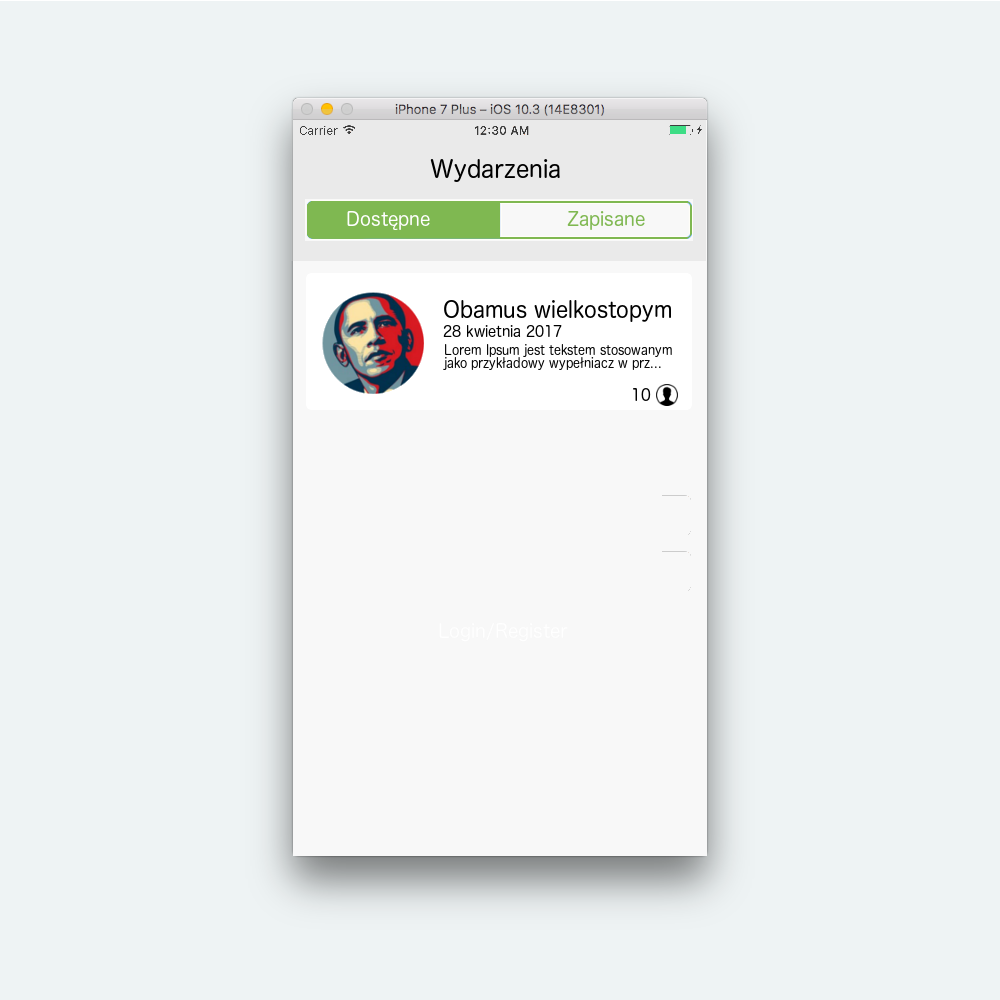 iPhone 7 Plus – iOS 10.3 (14E8301)
Carrier 12:30 AM
Wydarzenia
Dostępne Zapisane
Obamus wielkostopym
28 kwietnia 2017
Lorem Ipsum jest tekstem stosowanym
jako przykładowy wypełniacz w prz...
10
Login/Register